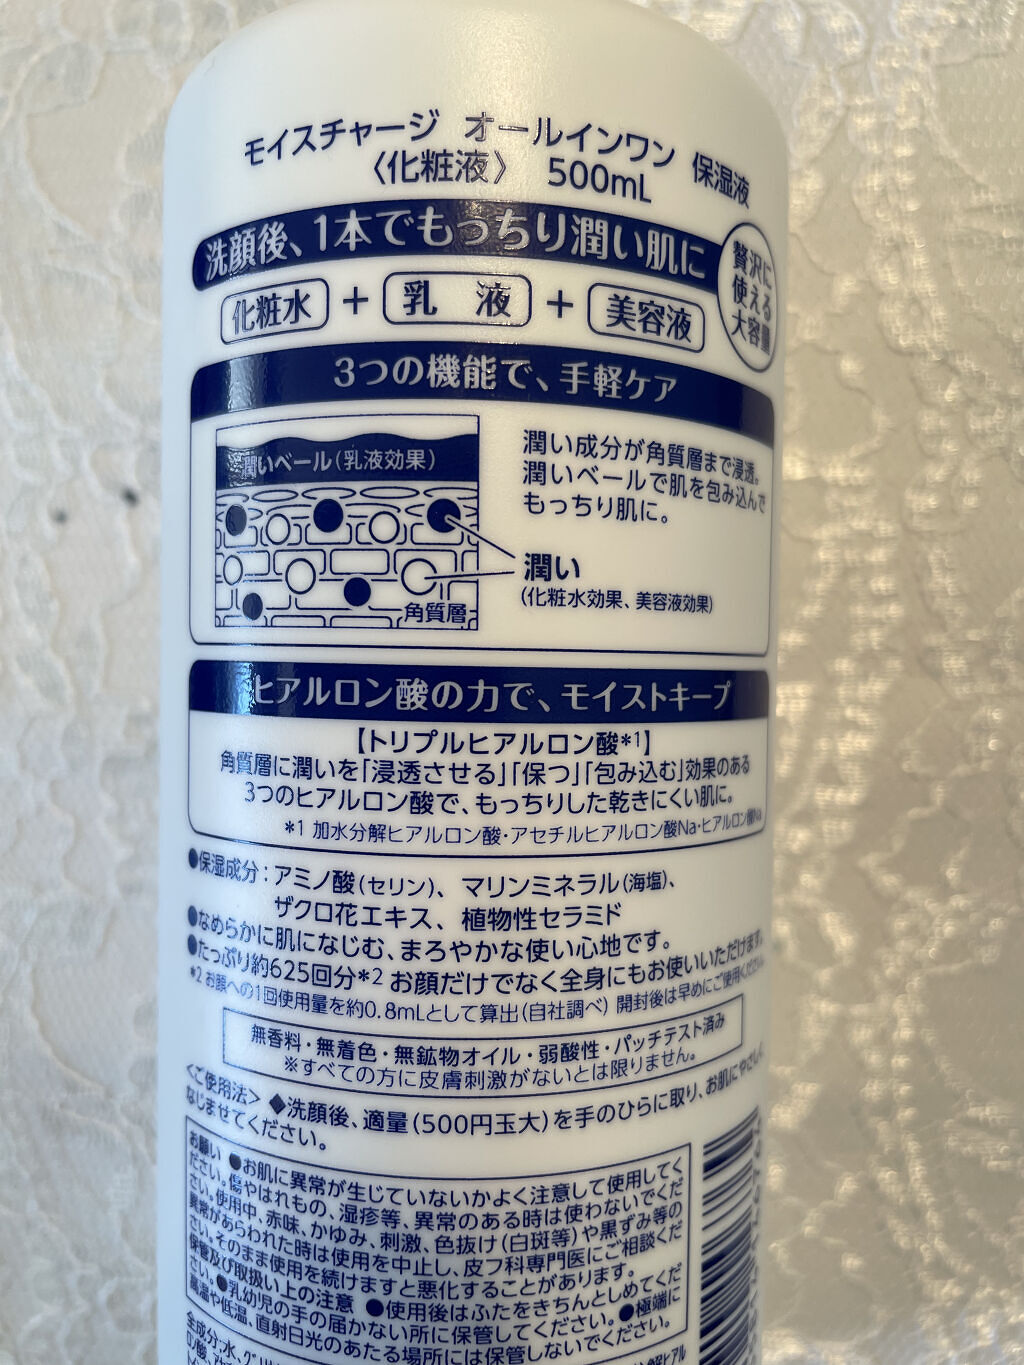 モイスチャージ オールインワン 保湿液
〈化粧液〉 500mL
洗顔後、1本でもっちり潤い肌に
贅沢に
使える
大容量
化粧水 + 乳 液 + 美容液
3つの機能で、手軽ケア
潤いベール(乳液効果)
潤い成分が角質層まで浸透。
潤いベールで肌を包み込んで
もっちり肌に。
潤い
(化粧水効果、美容液効果)
角質層
ヒアルロン酸の力で、モイストキープ
【トリプルヒアルロン酸*1】
角質層に潤いを「浸透させる」「保つ」「包み込む」効果のある
3つのヒアルロン酸で、もっちりした乾きにくい肌に。
*1 加水分解ヒアルロン酸・アセチルヒアルロン酸Na・ヒアルロン酸Na
●保湿成分:アミノ酸(セリン)、マリンミネラル(海塩)、
ザクロ花エキス、植物性セラミド
●なめらかに肌になじむ、まろやかな使い心地です。
●たっぷり約625回分*2 お顔だけでなく全身にもお使いいただけます。
*2 お顔への1回使用量を約0.8mLとして算出(自社調べ) 開封後は早めにご使用ください。
無香料・無着色・無鉱物オイル・弱酸性・パッチテスト済み
※すべての方に皮膚刺激がないとは限りません。
〈ご使用法〉 ◆洗顔後、適量(500円玉大)を手のひらに取り、お肌にやさしく
なじませてください。
お願い ●お肌に異常が生じていないかよく注意して使用してく
ださい。傷やはれもの、湿疹等、異常のある時は使わないでくだ
さい。使用中、赤味、かゆみ、刺激、色抜け(白斑等)や黒ずみ等の
異常があらわれた時は使用を中止し、皮フ科専門医にご相談くだ
さい。そのまま使用を続けますと悪化することがあります。
保管及び取扱い上の注意 ●使用後はふたをきちんとしめてくだ
さい。●乳幼児の手の届かない所に保管してください。●極端に
高温や低温、直射日光のあたる場所には保管しないでください。
全成分:水、